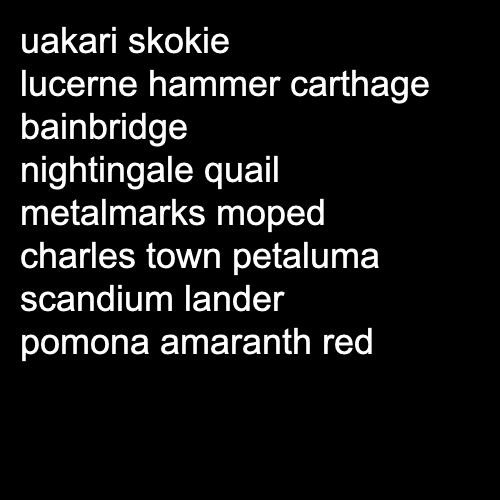 uakari skokie
lucerne hammer carthage
bainbridge
nightingale quail
metalmarks moped
charles town petaluma
scandium lander
pomona amaranth red